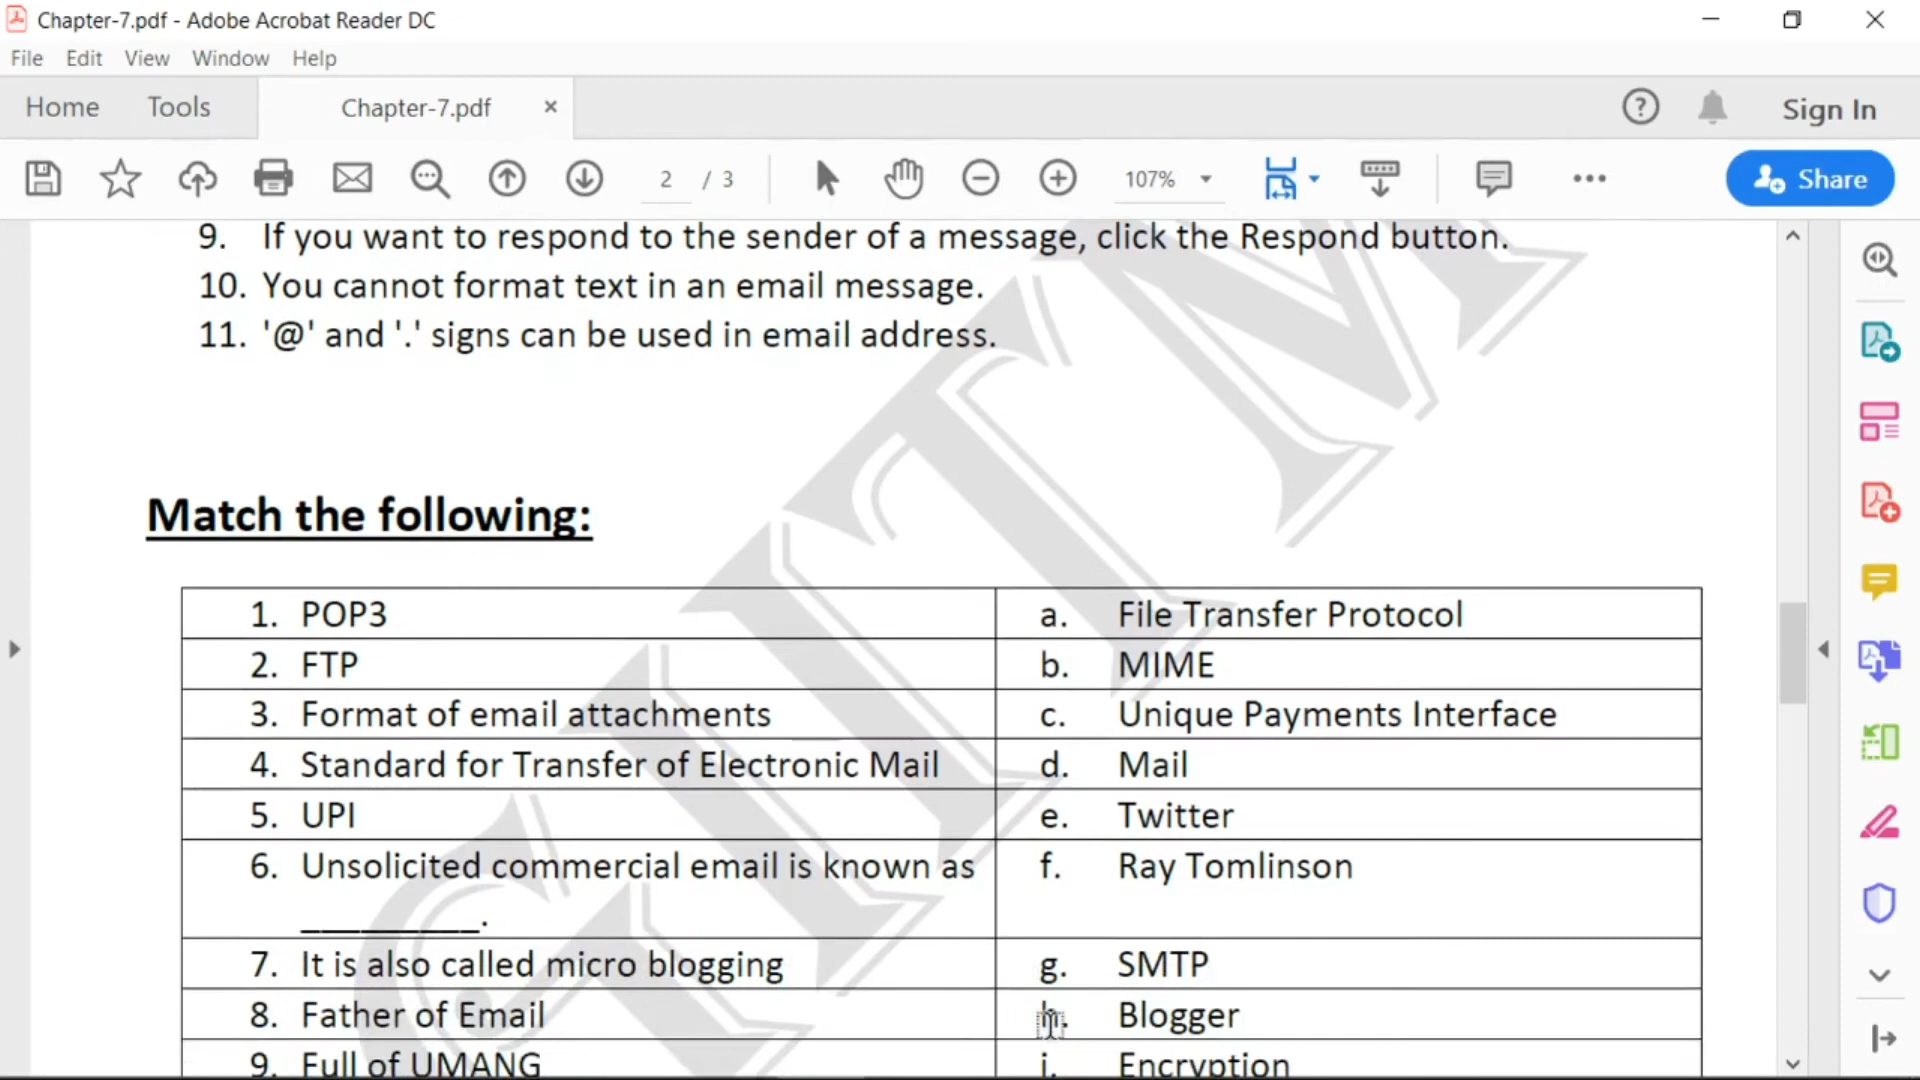 Chapter-7.pdf - Adobe Acrobat Reader DC
File Edit View Window Help
Home Tools Chapter-7.pdf × Sign In
2 / 3 107% Share
9. If you want to respond to the sender of a message, click the Respond button.
10. You cannot format text in an email message.
11. '@' and '.' signs can be used in email address.
Match the following:
1. POP3 a. File Transfer Protocol
2. FTP b. MIME
3. Format of email attachments c. Unique Payments Interface
4. Standard for Transfer of Electronic Mail d. Mail
5. UPI e. Twitter
6. Unsolicited commercial email is known as f. Ray Tomlinson
_________.
7. It is also called micro blogging g. SMTP
8. Father of Email h. Blogger
9. Full of UMANG i. Encryption